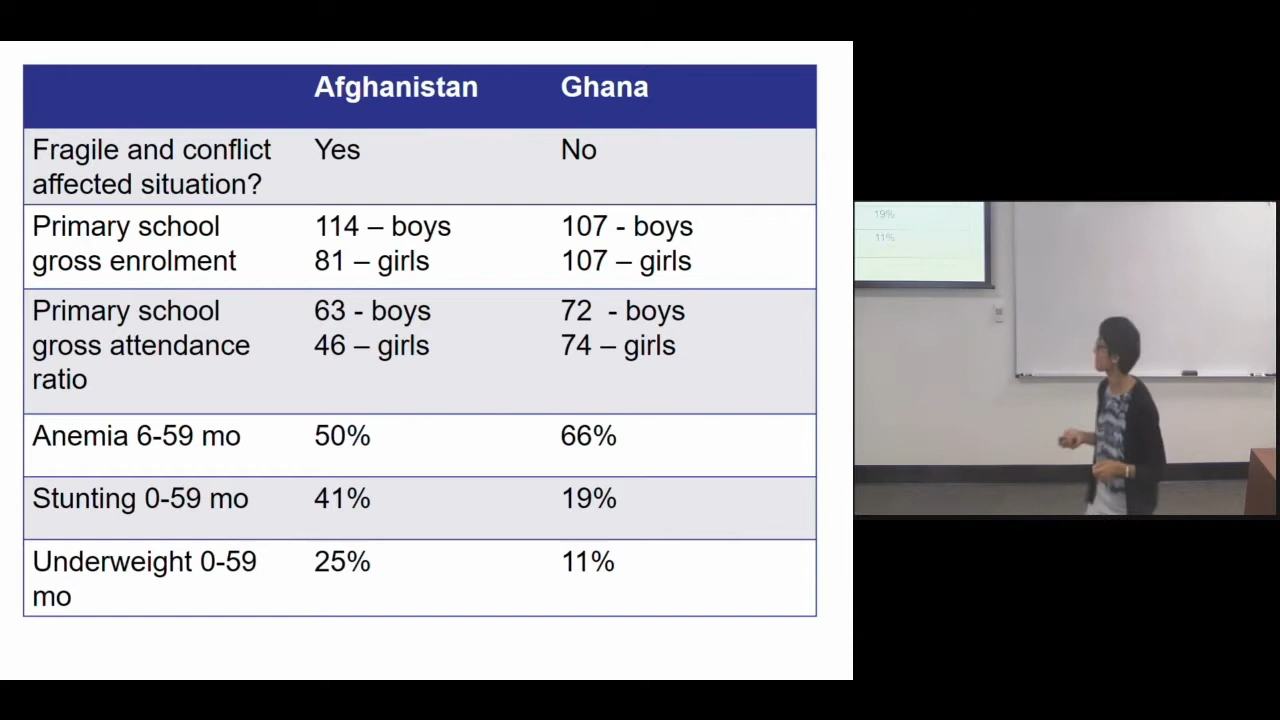 Afghanistan Ghana
Fragile and conflict Yes No
affected situation?
Primary school 114 – boys 107 - boys
gross enrolment 81 – girls 107 – girls
Primary school 63 - boys 72 - boys
gross attendance 46 – girls 74 – girls
ratio
Anemia 6-59 mo 50% 66%
Stunting 0-59 mo 41% 19%
Underweight 0-59 25% 11%
mo
19%
11%